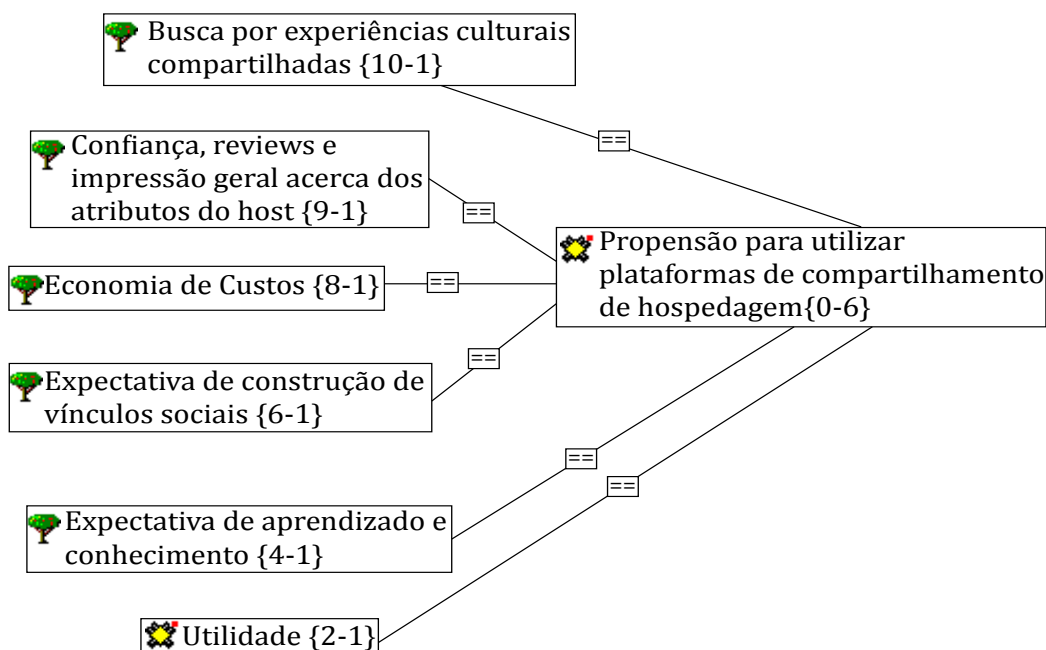 Busca por experiências culturais
compartilhadas {10-1}
==
Confiança, reviews e
impressão geral acerca dos
atributos do host {9-1}
==
Propensão para utilizar
plataformas de compartilhamento
de hospedagem{0-6}
Economia de Custos {8-1}
==
==
Expectativa de construção de
vínculos sociais {6-1}
==
==
Expectativa de aprendizado e
conhecimento {4-1}
Utilidade {2-1}